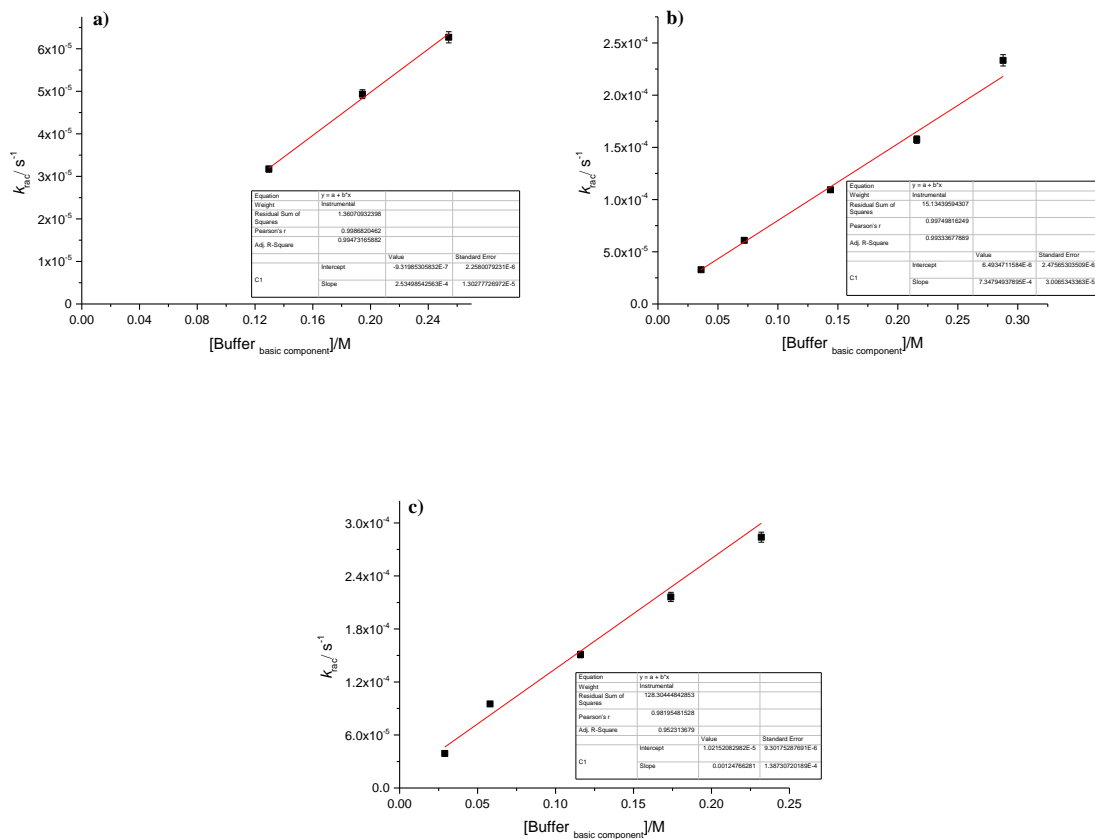 a)
6x10⁻⁵
5x10⁻⁵
4x10⁻⁵
3x10⁻⁵
2x10⁻⁵
1x10⁻⁵
0
k_rac/ s⁻¹
0.00 0.04 0.08 0.12 0.16 0.20 0.24
[Buffer basic component]/M
Equation y = a + b*x
Weight Instrumental
Residual Sum of Squares 1.36070932398
Pearson's r 0.9986820462
Adj. R-Square 0.99473165882
Value Standard Error
C1 Intercept -9.31985305832E-7 2.2580079231E-6
Slope 2.53498542563E-4 1.30277726972E-5
b)
2.5x10⁻⁴
2.0x10⁻⁴
1.5x10⁻⁴
1.0x10⁻⁴
5.0x10⁻⁵
0.0
k_rac/ s⁻¹
0.00 0.05 0.10 0.15 0.20 0.25 0.30
[Buffer basic component]/M
Equation y = a + b*x
Weight Instrumental
Residual Sum of Squares 15.13439594307
Pearson's r 0.99749816249
Adj. R-Square 0.99333677889
Value Standard Error
C1 Intercept 6.4934711584E-6 2.47565303509E-6
Slope 7.34794937695E-4 3.0065343363E-5
c)
3.0x10⁻⁴
2.4x10⁻⁴
1.8x10⁻⁴
1.2x10⁻⁴
6.0x10⁻⁵
0.0
k_rac/ s⁻¹
0.00 0.05 0.10 0.15 0.20 0.25
[Buffer basic component]/M
Equation y = a + b*x
Weight Instrumental
Residual Sum of Squares 128.30444842853
Pearson's r 0.98195481528
Adj. R-Square 0.952313679
Value Standard Error
C1 Intercept 1.02152082982E-5 9.30175287691E-6
Slope 0.00124766281 1.38730720189E-4